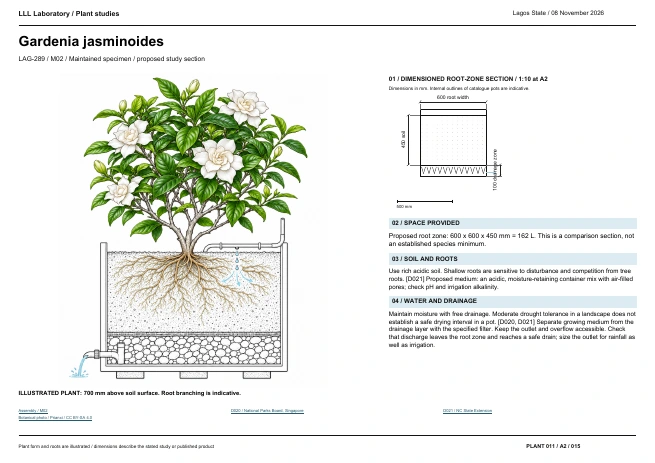 LLL Laboratory / Plant studies
Lagos State / 08 November 2026
Gardenia jasminoides
LAG-289 / M02 / Maintained specimen / proposed study section
01 / DIMENSIONED ROOT-ZONE SECTION / 1:10 at A2
Dimensions in mm. Internal outlines of catalogue pots are indicative.
600 root width
450 soil
100 drainage zone
500 mm
02 / SPACE PROVIDED
Proposed root zone: 600 x 600 x 450 mm = 162 L. This is a comparison section, not
an established species minimum.
03 / SOIL AND ROOTS
Use rich acidic soil. Shallow roots are sensitive to disturbance and competition from tree
roots. [D021] Proposed medium: an acidic, moisture-retaining container mix with air-filled
pores; check pH and irrigation alkalinity.
04 / WATER AND DRAINAGE
Maintain moisture with free drainage. Moderate drought tolerance in a landscape does not
establish a safe drying interval in a pot. [D020, D021] Separate growing medium from the
drainage layer with the specified filter. Keep the outlet and overflow accessible. Check
that discharge leaves the root zone and reaches a safe drain; size the outlet for rainfall as
well as irrigation.
ILLUSTRATED PLANT: 700 mm above soil surface. Root branching is indicative.
Assembly / M02
Botanical photo / Pdanici / CC BY-SA 4.0
D020 / National Parks Board, Singapore
D021 / NC State Extension
Plant form and roots are illustrated / dimensions describe the stated study or published product
PLANT 011 / A2 / 015